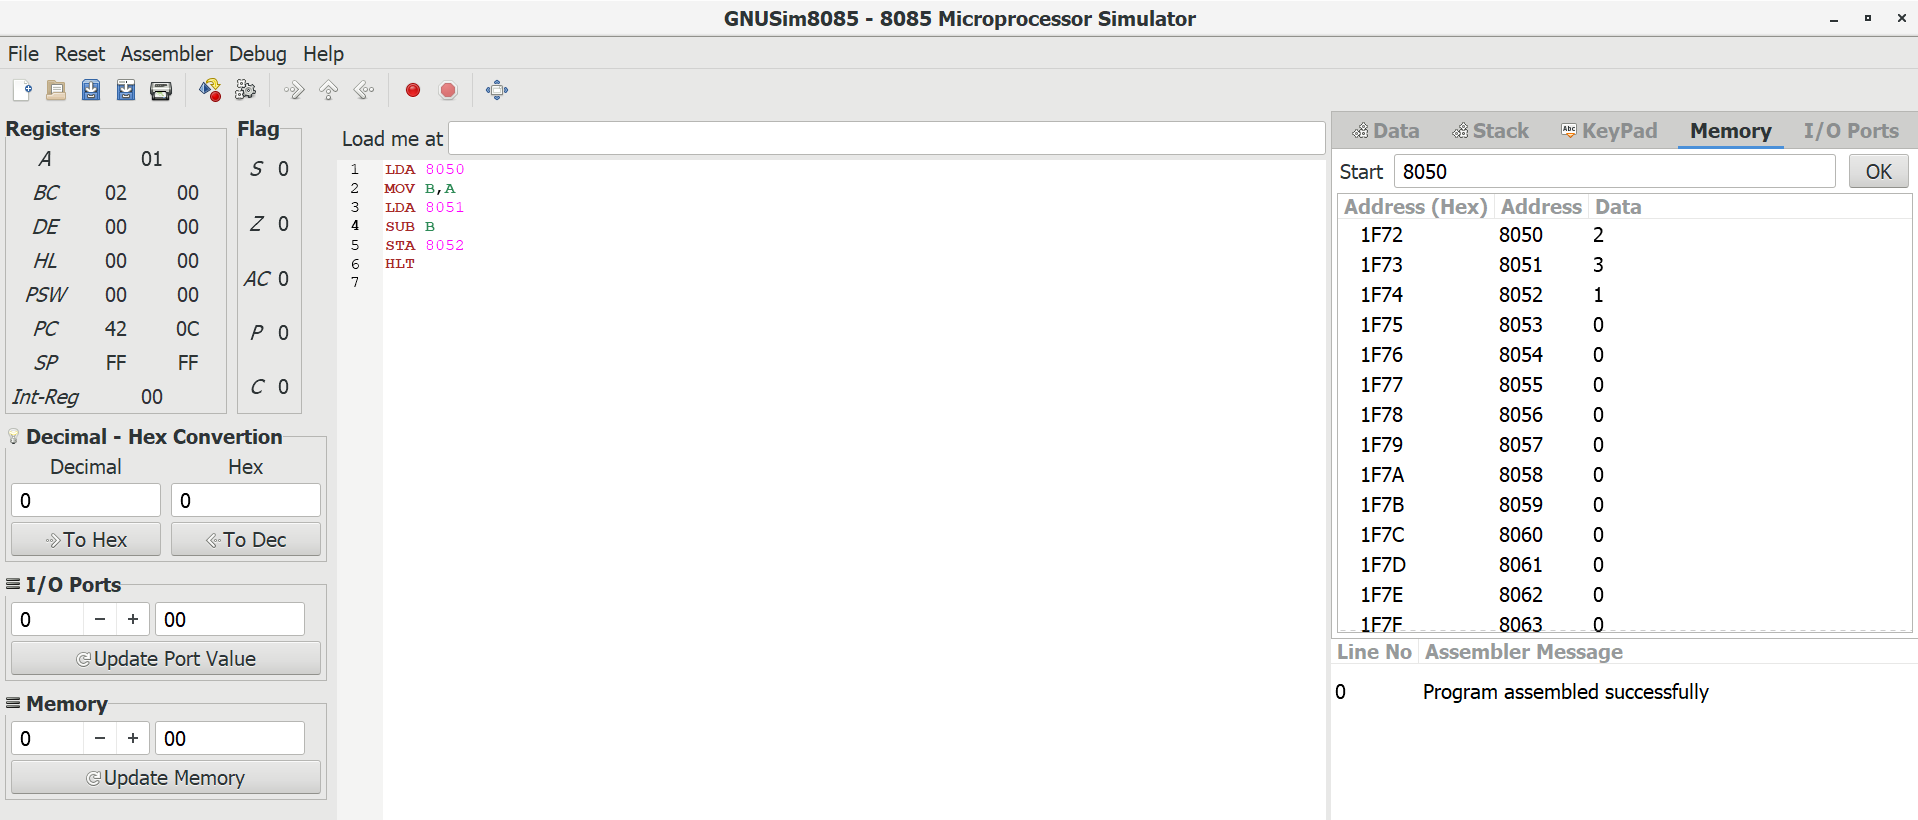 GNUSim8085 - 8085 Microprocessor Simulator
File Reset Assembler Debug Help
Registers
A 01
BC 02 00
DE 00 00
HL 00 00
PSW 00 00
PC 42 0C
SP FF FF
Int-Reg 00
Flag
S 0
Z 0
AC 0
P 0
C 0
Decimal - Hex Convertion
Decimal Hex
0 0
To Hex To Dec
I/O Ports
0 − + 00
Update Port Value
Memory
0 − + 00
Update Memory
Load me at
1 LDA 8050
2 MOV B,A
3 LDA 8051
4 SUB B
5 STA 8052
6 HLT
7
Data Stack Abc KeyPad Memory I/O Ports
Start 8050 OK
Address (Hex) Address Data
1F72 8050 2
1F73 8051 3
1F74 8052 1
1F75 8053 0
1F76 8054 0
1F77 8055 0
1F78 8056 0
1F79 8057 0
1F7A 8058 0
1F7B 8059 0
1F7C 8060 0
1F7D 8061 0
1F7E 8062 0
1F7F 8063 0
Line No Assembler Message
0 Program assembled successfully